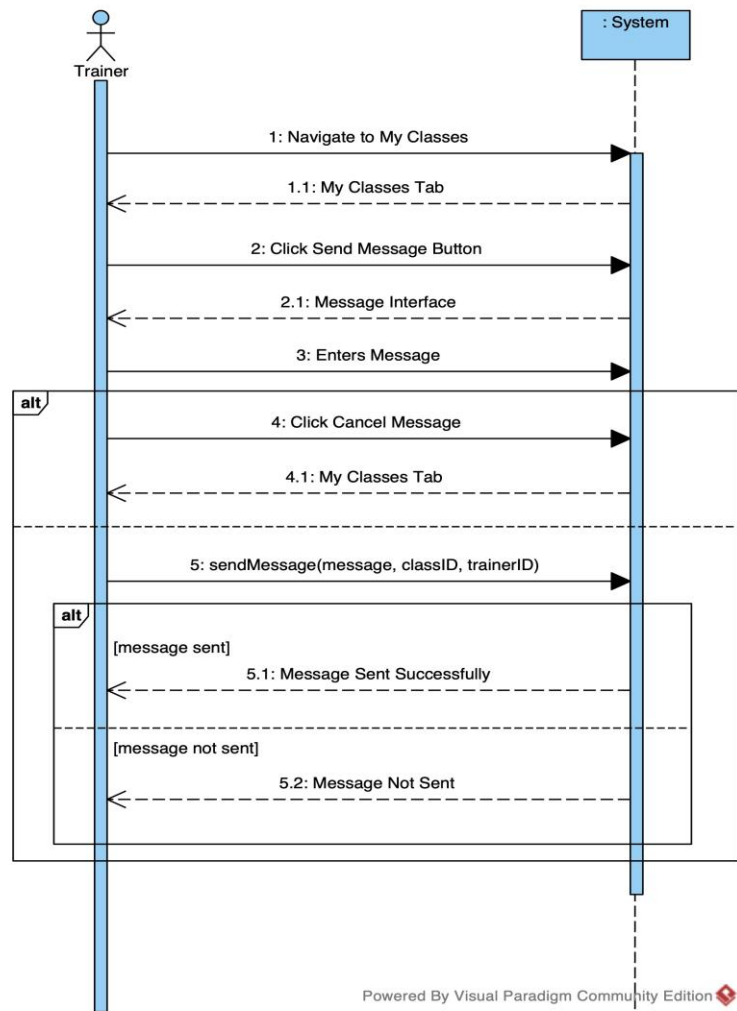 : System
Trainer
1: Navigate to My Classes
1.1: My Classes Tab
2: Click Send Message Button
2.1: Message Interface
3: Enters Message
alt
4: Click Cancel Message
4.1: My Classes Tab
5: sendMessage(message, classID, trainerID)
alt
[message sent]
5.1: Message Sent Successfully
[message not sent]
5.2: Message Not Sent
Powered By Visual Paradigm Community Edition